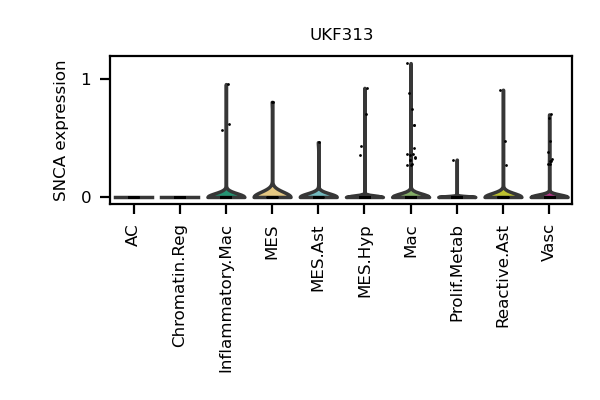 UKF313
SNCA expression
1
0
AC
Chromatin.Reg
Inflammatory.Mac
MES
MES.Ast
MES.Hyp
Mac
Prolif.Metab
Reactive.Ast
Vasc